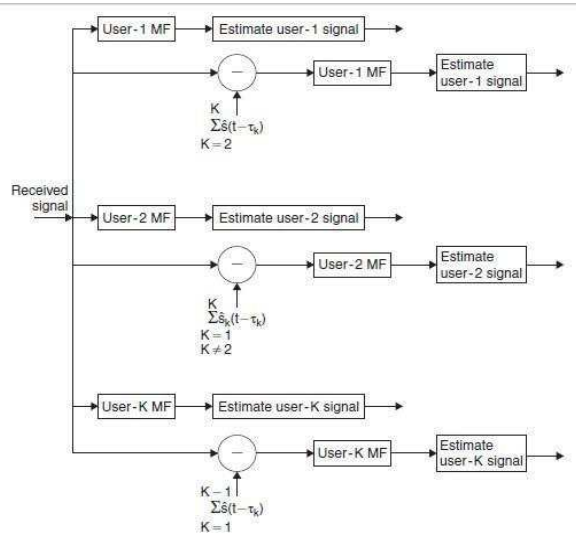 User-1 MF
Estimate user-1 signal
User-1 MF
Estimate
user-1 signal
K
Σŝ(t−τk)
K=2
Received
signal
User-2 MF
Estimate user-2 signal
User-2 MF
Estimate
user-2 signal
K
Σŝk(t−τk)
K=1
K≠2
User-K MF
Estimate user-K signal
User-K MF
Estimate
user-K signal
K−1
Σŝ(t−τk)
K=1